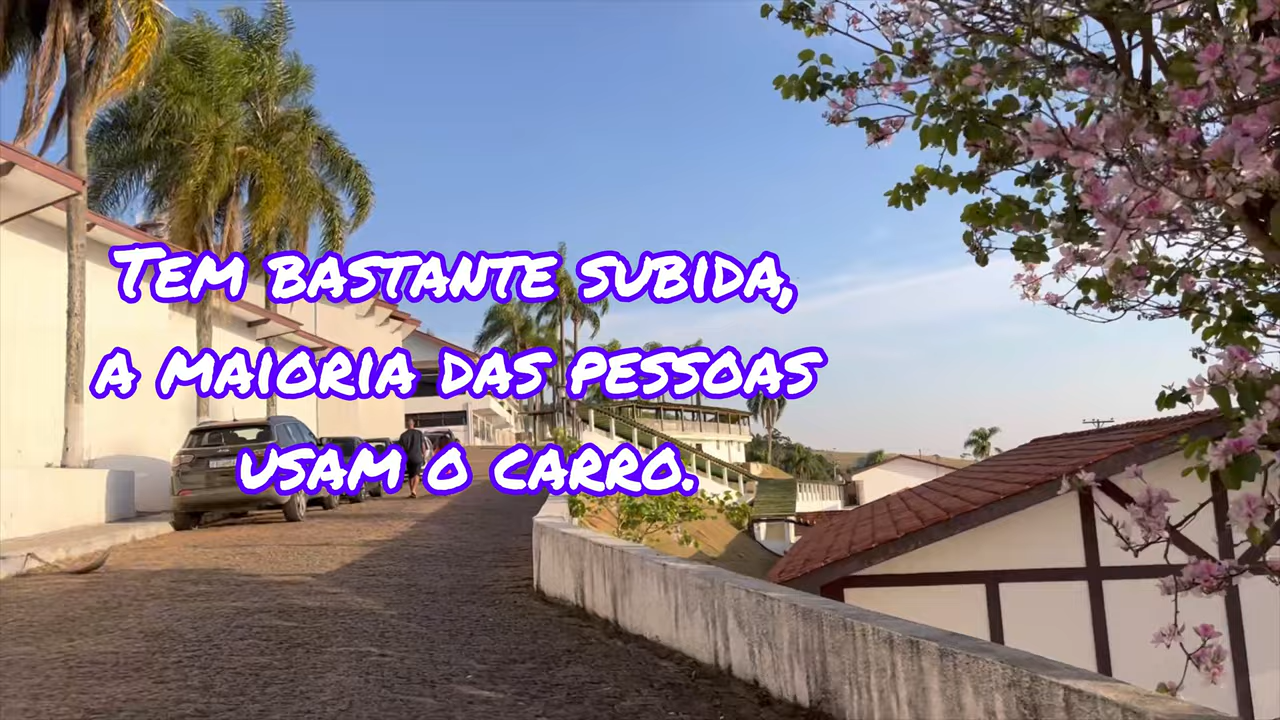 Tem bastante subida,
a maioria das pessoas
usam o carro.